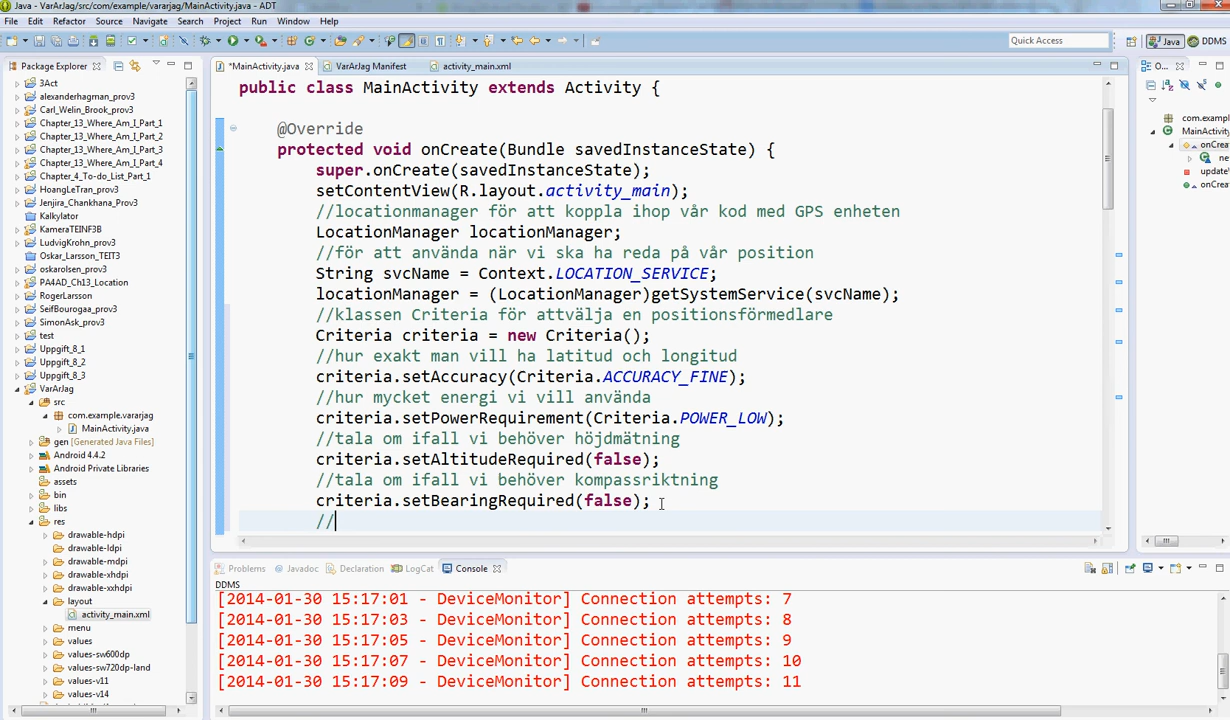 Java - VarArJag/src/com/example/vararjag/MainActivity.java - ADT
File Edit Refactor Source Navigate Search Project Run Window Help
Quick Access
Java
DDMS
Package Explorer
3Act
alexanderhagman_prov3
Carl_Welin_Brook_prov3
Chapter_13_Where_Am_I_Part_1
Chapter_13_Where_Am_I_Part_2
Chapter_13_Where_Am_I_Part_3
Chapter_13_Where_Am_I_Part_4
Chapter_4_To-do_List_Part_1
HoangLeTran_prov3
Jenjira_Chankhana_Prov3
Kalkylator
KameraTEINF3B
LudvigKrohn_prov3
Oskar_Larsson_TEIT3
oskarolsen_prov3
PA4AD_Ch13_Location
RogerLarsson
SeifBourogaa_prov3
SimonAsk_prov3
test
Uppgift_8_1
Uppgift_8_2
Uppgift_8_3
VarArJag
src
com.example.vararjag
MainActivity.java
gen [Generated Java Files]
Android 4.4.2
Android Private Libraries
assets
bin
libs
res
drawable-hdpi
drawable-ldpi
drawable-mdpi
drawable-xhdpi
drawable-xxhdpi
layout
activity_main.xml
menu
values
values-sw600dp
values-sw720dp-land
values-v11
values-v14
*MainActivity.java
VarArJag Manifest
activity_main.xml
public class MainActivity extends Activity {
@Override
protected void onCreate(Bundle savedInstanceState) {
super.onCreate(savedInstanceState);
setContentView(R.layout.activity_main);
//locationmanager för att koppla ihop vår kod med GPS enheten
LocationManager locationManager;
//för att använda när vi ska ha reda på vår position
String svcName = Context.LOCATION_SERVICE;
locationManager = (LocationManager)getSystemService(svcName);
//klassen Criteria för attvälja en positionsförmedlare
Criteria criteria = new Criteria();
//hur exakt man vill ha latitud och longitud
criteria.setAccuracy(Criteria.ACCURACY_FINE);
//hur mycket energi vi vill använda
criteria.setPowerRequirement(Criteria.POWER_LOW);
//tala om ifall vi behöver höjdmätning
criteria.setAltitudeRequired(false);
//tala om ifall vi behöver kompassriktning
criteria.setBearingRequired(false);
//
O...
com.examp
MainActivity
onCrea
ne
update
onCrea
Problems
Javadoc
Declaration
LogCat
Console
DDMS
[2014-01-30 15:17:01 - DeviceMonitor] Connection attempts: 7
[2014-01-30 15:17:03 - DeviceMonitor] Connection attempts: 8
[2014-01-30 15:17:05 - DeviceMonitor] Connection attempts: 9
[2014-01-30 15:17:07 - DeviceMonitor] Connection attempts: 10
[2014-01-30 15:17:09 - DeviceMonitor] Connection attempts: 11